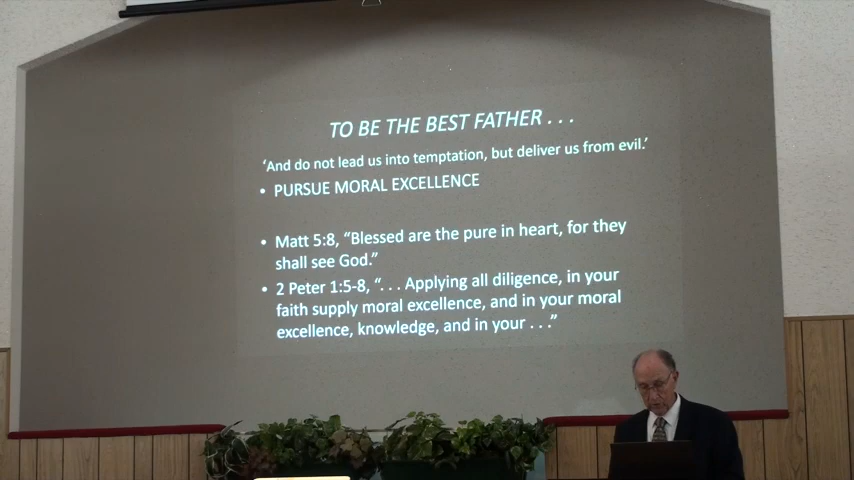 TO BE THE BEST FATHER . . .
‘And do not lead us into temptation, but deliver us from evil.’
• PURSUE MORAL EXCELLENCE
• Matt 5:8, “Blessed are the pure in heart, for they
shall see God.”
• 2 Peter 1:5-8, “. . . Applying all diligence, in your
faith supply moral excellence, and in your moral
excellence, knowledge, and in your . . .”